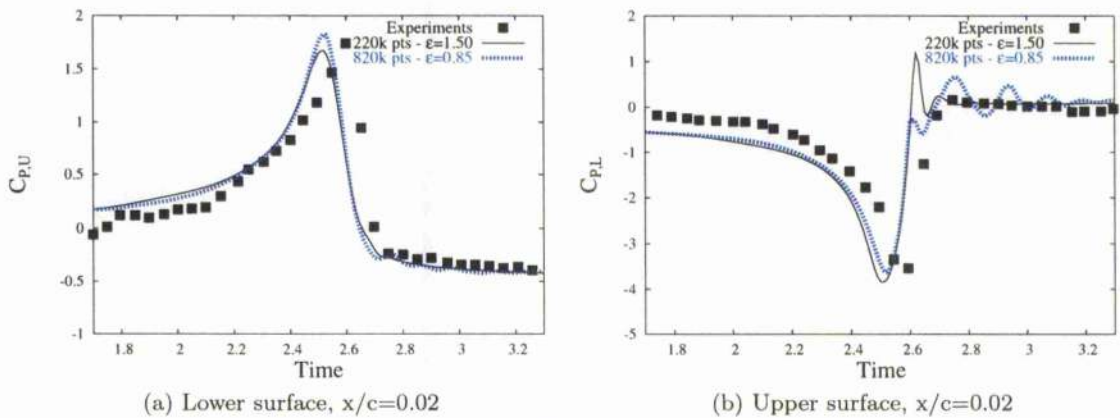 Experiments
220k pts - ε=1.50
820k pts - ε=0.85
2
1.5
1
0.5
0
-0.5
-1
C_{P,U}
1.8
2
2.2
2.4
2.6
2.8
3
3.2
Time
(a) Lower surface, x/c=0.02
Experiments
220k pts - ε=1.50
820k pts - ε=0.85
2
1
0
-1
-2
-3
-4
-5
C_{P,L}
1.8
2
2.2
2.4
2.6
2.8
3
3.2
Time
(b) Upper surface, x/c=0.02